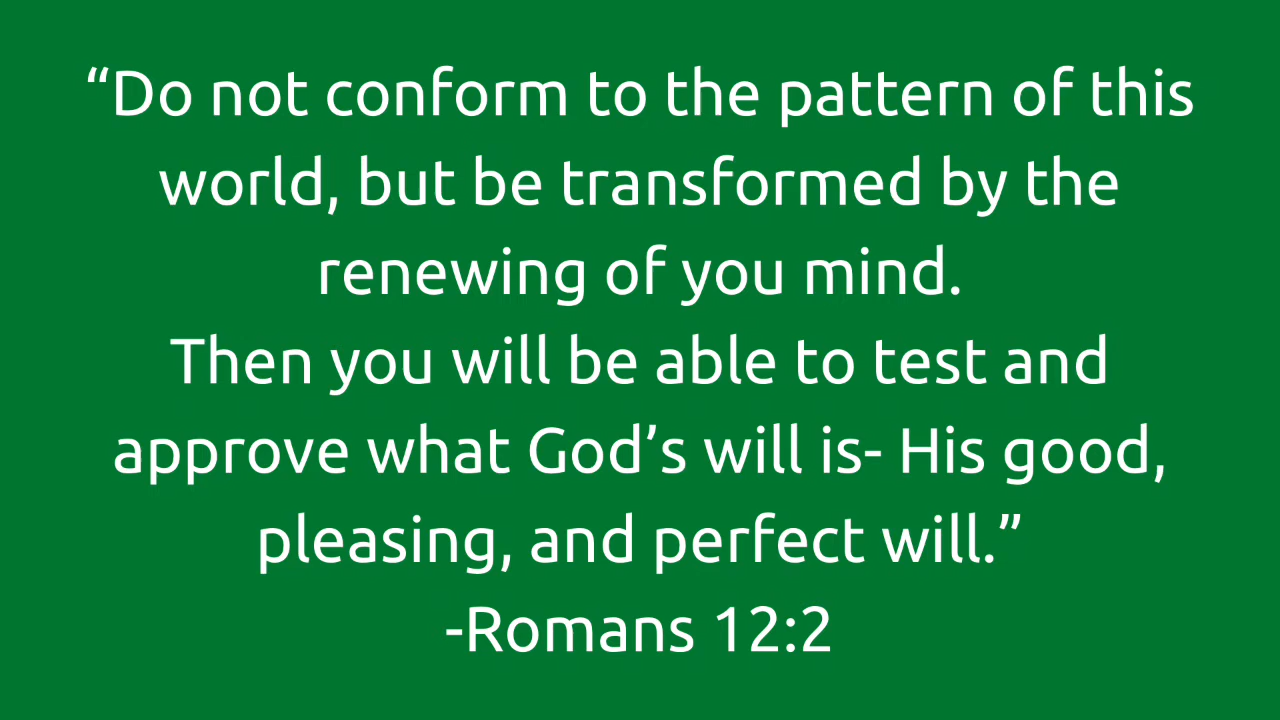 “Do not conform to the pattern of this
world, but be transformed by the
renewing of you mind.
Then you will be able to test and
approve what God’s will is- His good,
pleasing, and perfect will.”
-Romans 12:2